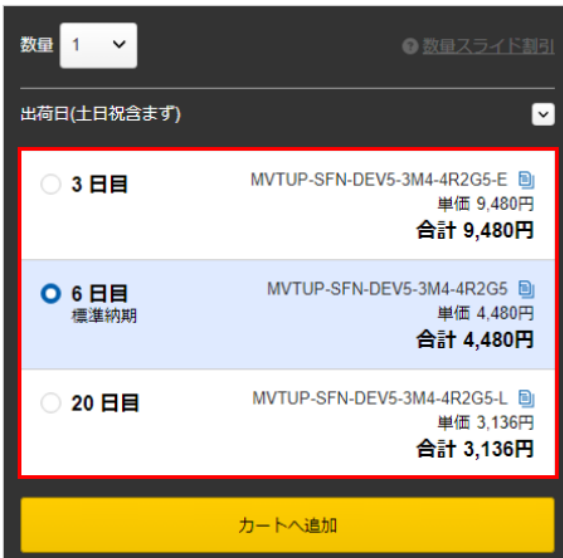 数量 1
数量スライド割引
出荷日(土日祝含まず)
3 日目
MVTUP-SFN-DEV5-3M4-4R2G5-E
単価 9,480円
合計 9,480円
6 日目
標準納期
MVTUP-SFN-DEV5-3M4-4R2G5
単価 4,480円
合計 4,480円
20 日目
MVTUP-SFN-DEV5-3M4-4R2G5-L
単価 3,136円
合計 3,136円
カートへ追加